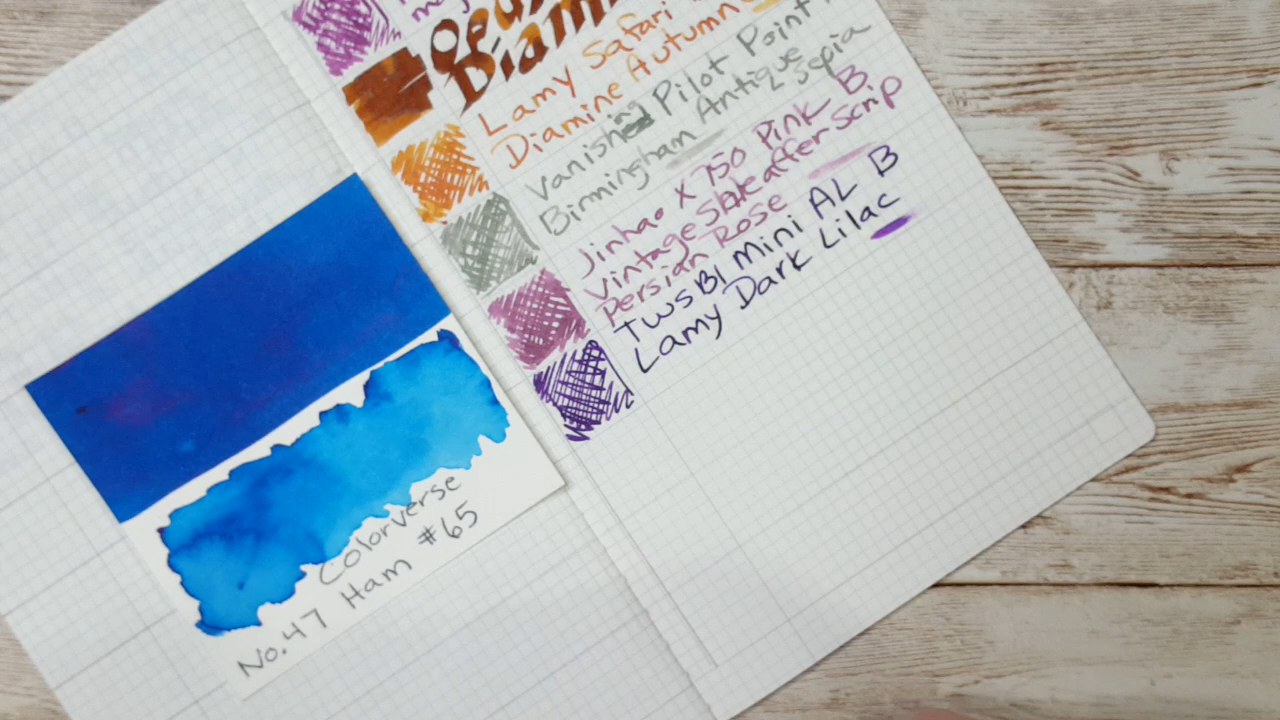 Lamy Safari
Diamine Autumn
Vanishing Pilot Point
Birmingham Antique Sepia
Jinhao X750 Pink B
Vintage Sheaffer Scrip
Persian Rose
TWSBI Mini AL B
Lamy Dark Lilac
Colorverse
No.47 Ham #65